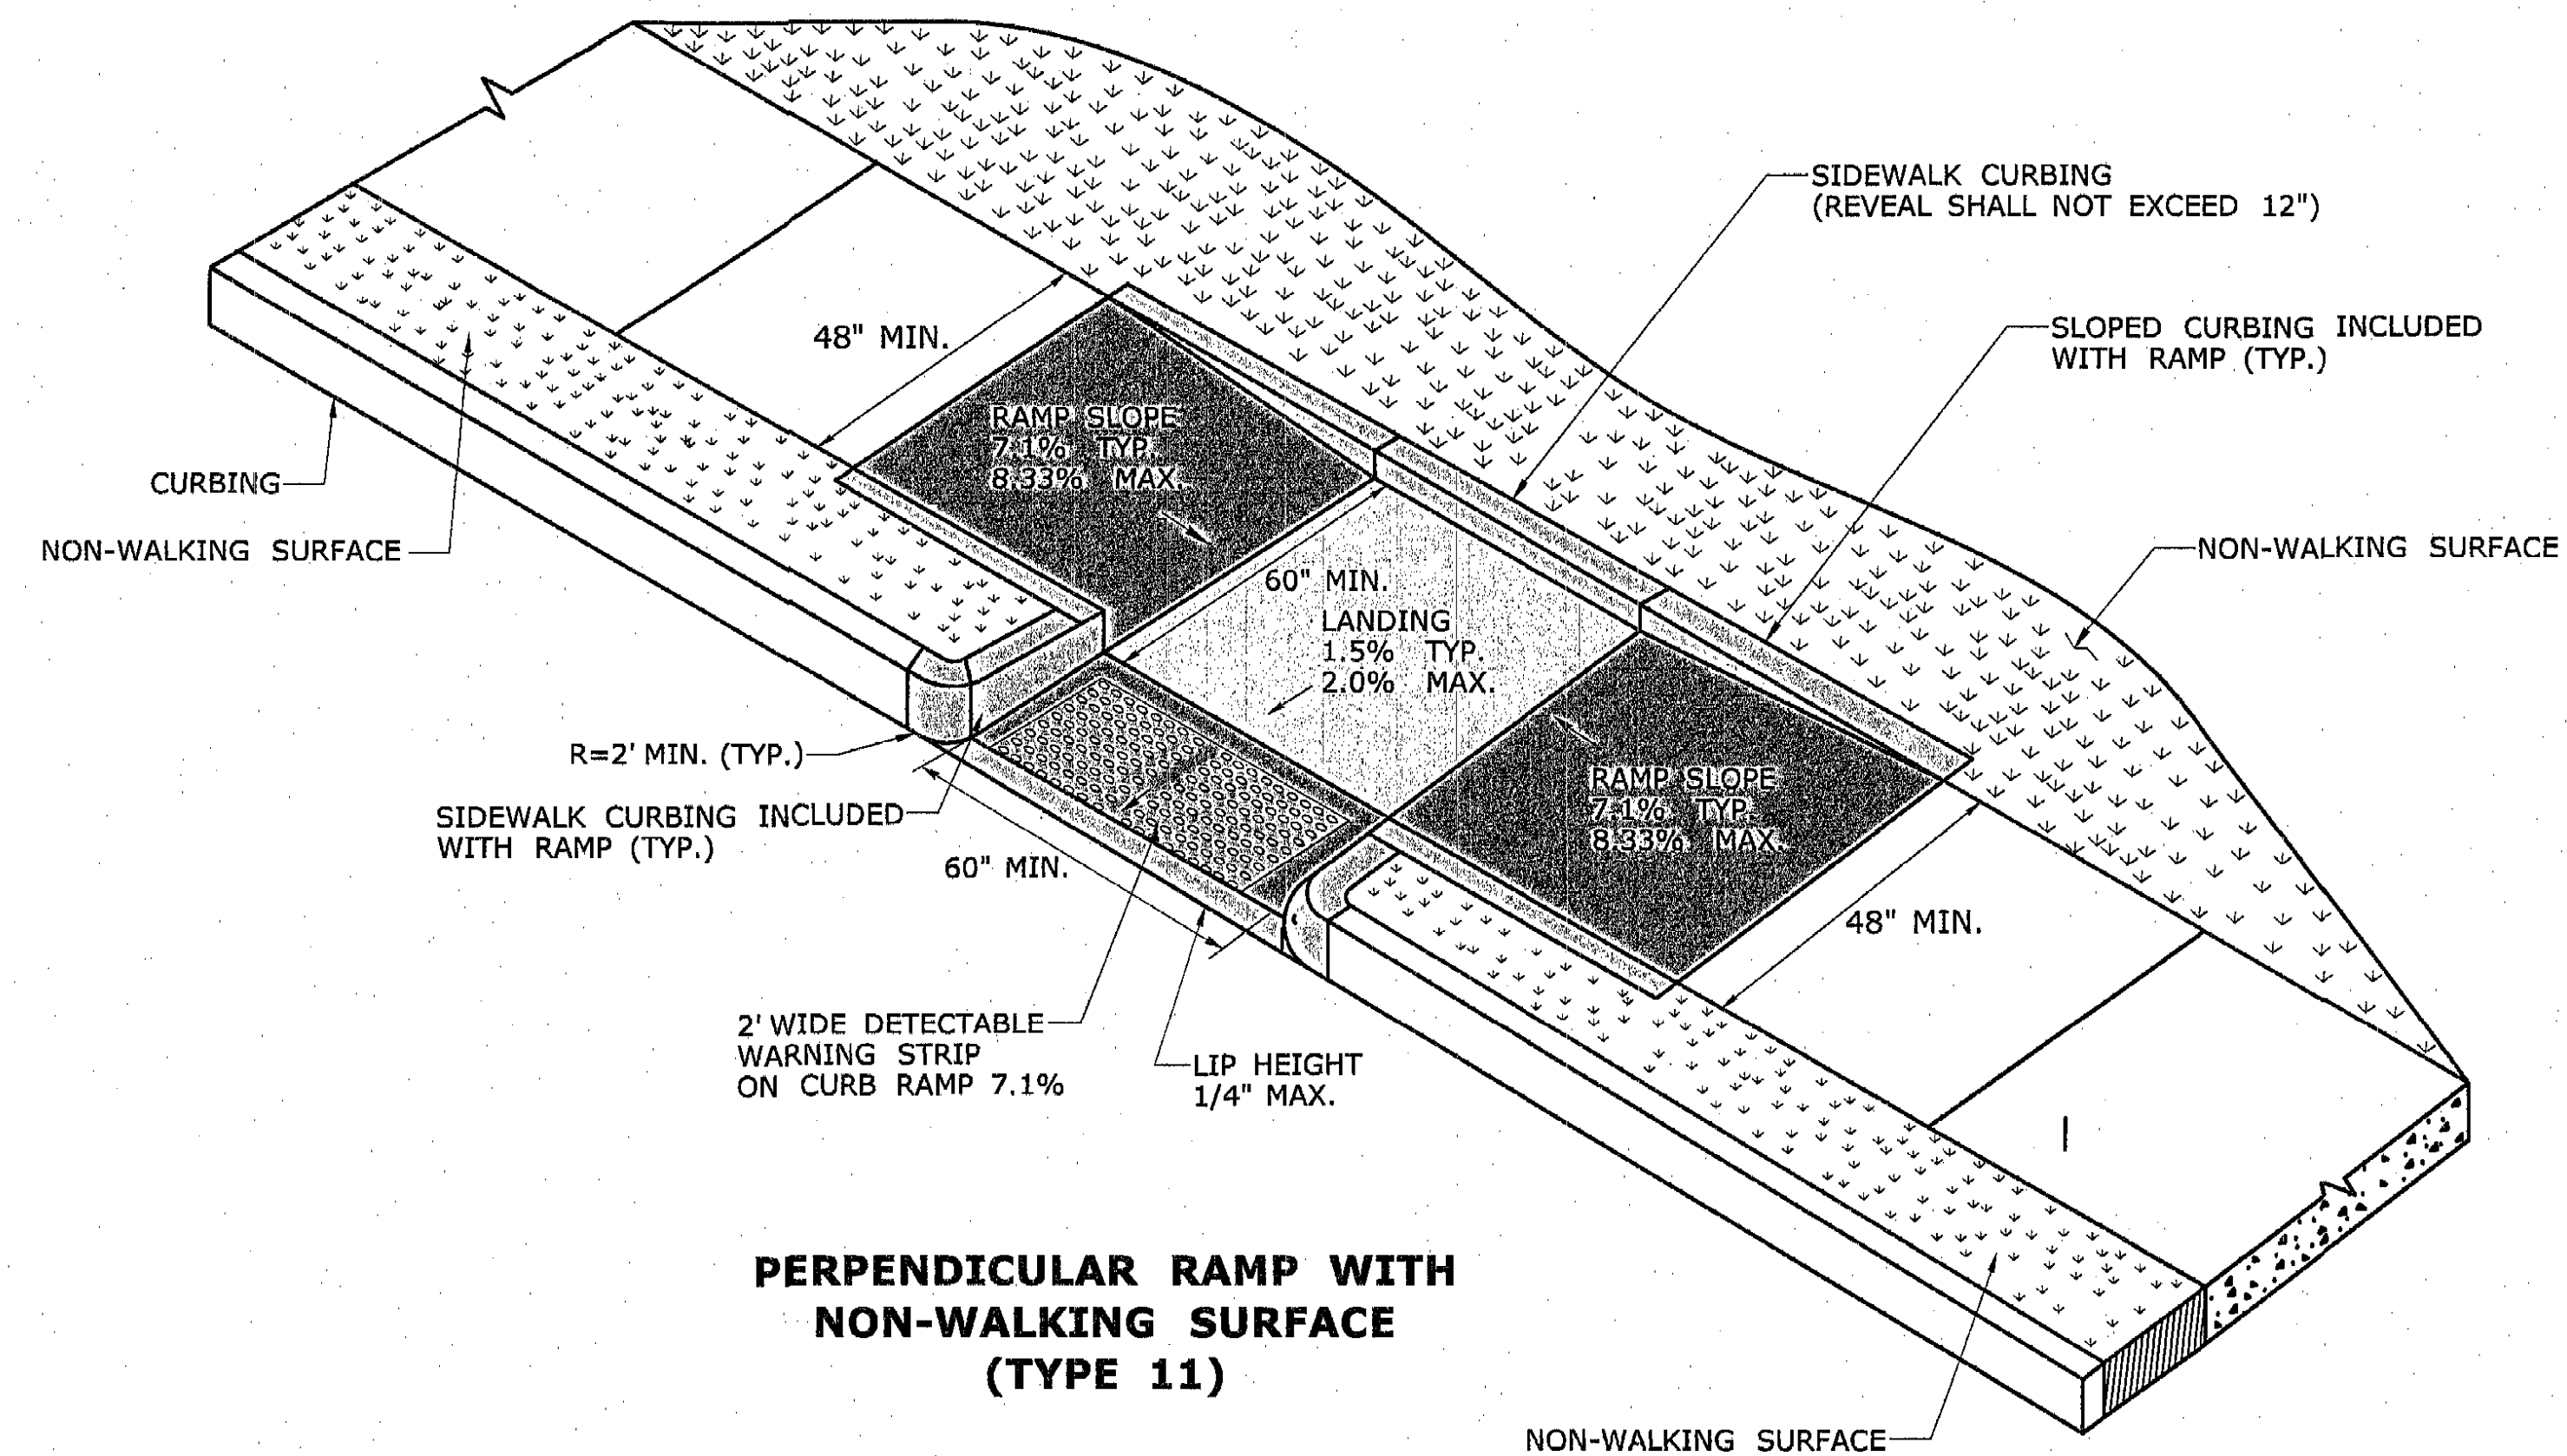 SIDEWALK CURBING
(REVEAL SHALL NOT EXCEED 12")
SLOPED CURBING INCLUDED
WITH RAMP (TYP.)
48" MIN.
RAMP SLOPE
7.1% TYP.
8.33% MAX.
CURBING
NON-WALKING SURFACE
NON-WALKING SURFACE
60" MIN.
LANDING
1.5% TYP.
2.0% MAX.
R=2' MIN. (TYP.)
SIDEWALK CURBING INCLUDED
WITH RAMP (TYP.)
RAMP SLOPE
7.1% TYP.
8.33% MAX.
60" MIN.
48" MIN.
2' WIDE DETECTABLE
WARNING STRIP
ON CURB RAMP 7.1%
LIP HEIGHT
1/4" MAX.
PERPENDICULAR RAMP WITH
NON-WALKING SURFACE
(TYPE 11)
NON-WALKING SURFACE